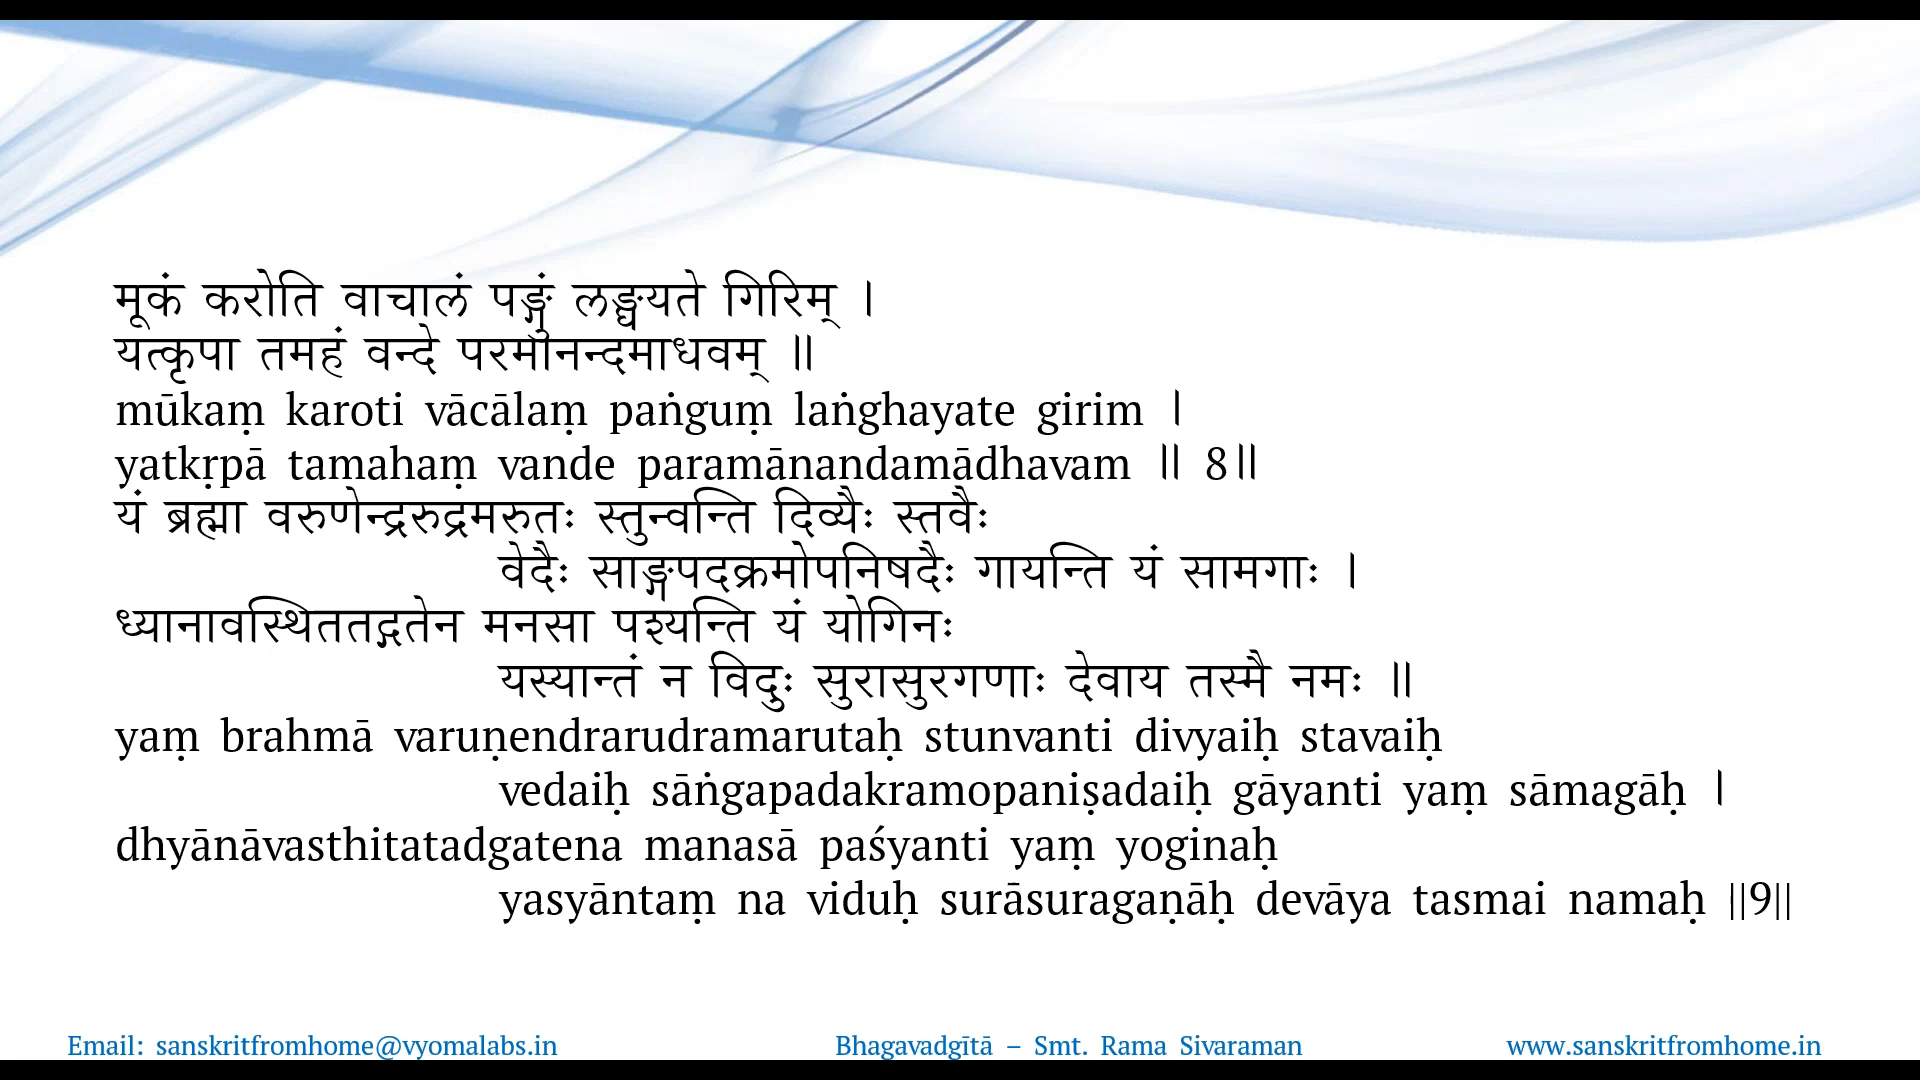 मूकं करोति वाचालं पङ्गुं लङ्घयते गिरिम् ।
यत्कृपा तमहं वन्दे परमानन्दमाधवम् ॥
mūkaṃ karoti vācālaṃ paṅguṃ laṅghayate girim ।
yatkṛpā tamahaṃ vande paramānandamādhavam ॥ 8॥
यं ब्रह्मा वरुणेन्द्ररुद्रमरुतः स्तुन्वन्ति दिव्यैः स्तवैः
वेदैः साङ्गपदक्रमोपनिषदैः गायन्ति यं सामगाः ।
ध्यानावस्थिततद्गतेन मनसा पश्यन्ति यं योगिनः
यस्यान्तं न विदुः सुरासुरगणाः देवाय तस्मै नमः ॥
yaṃ brahmā varuṇendrarudramarutaḥ stunvanti divyaiḥ stavaiḥ
vedaiḥ sāṅgapadakramopaniṣadaiḥ gāyanti yaṃ sāmagāḥ ।
dhyānāvasthitatadgatena manasā paśyanti yaṃ yoginaḥ
yasyāntaṃ na viduḥ surāsuragaṇāḥ devāya tasmai namaḥ ||9||
Email: sanskritfromhome@vyomalabs.in Bhagavadgītā – Smt. Rama Sivaraman www.sanskritfromhome.in